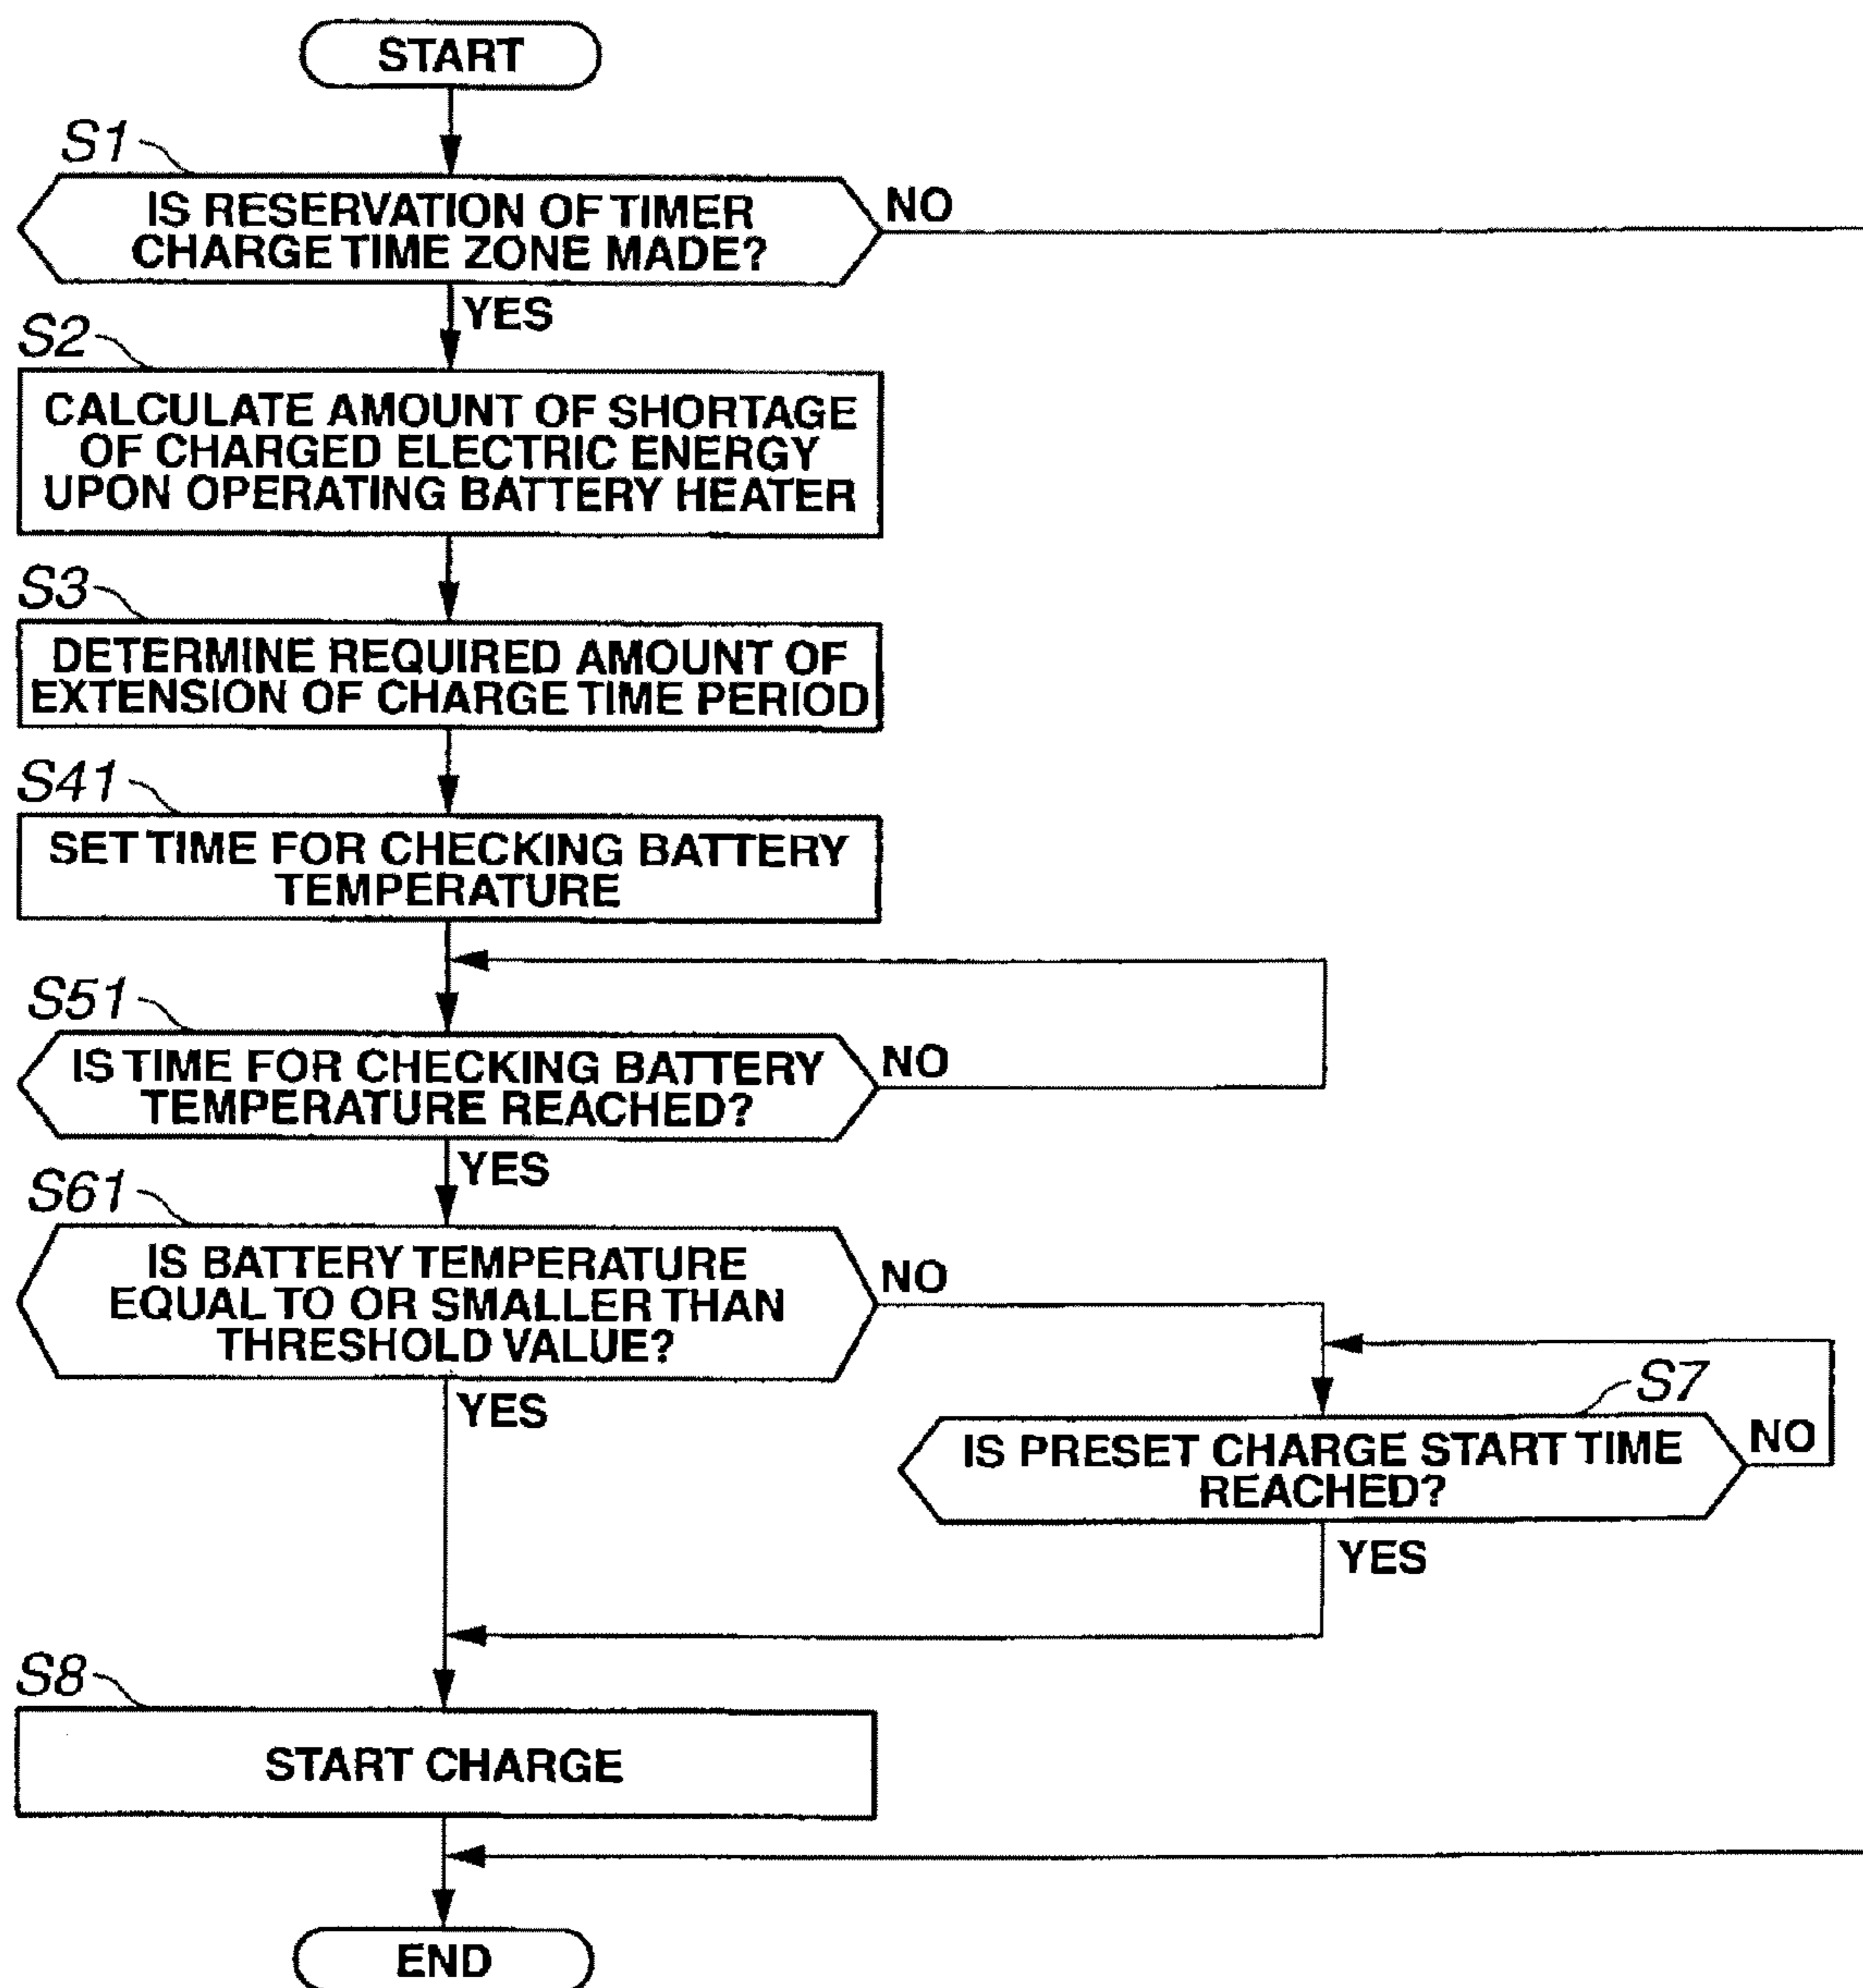 START
S1
IS RESERVATION OF TIMER
CHARGE TIME ZONE MADE?
NO
YES
S2
CALCULATE AMOUNT OF SHORTAGE
OF CHARGED ELECTRIC ENERGY
UPON OPERATING BATTERY HEATER
S3
DETERMINE REQUIRED AMOUNT OF
EXTENSION OF CHARGE TIME PERIOD
S41
SET TIME FOR CHECKING BATTERY
TEMPERATURE
S51
IS TIME FOR CHECKING BATTERY
TEMPERATURE REACHED?
NO
YES
S61
IS BATTERY TEMPERATURE
EQUAL TO OR SMALLER THAN
THRESHOLD VALUE?
NO
YES
S7
IS PRESET CHARGE START TIME
REACHED?
NO
YES
S8
START CHARGE
END